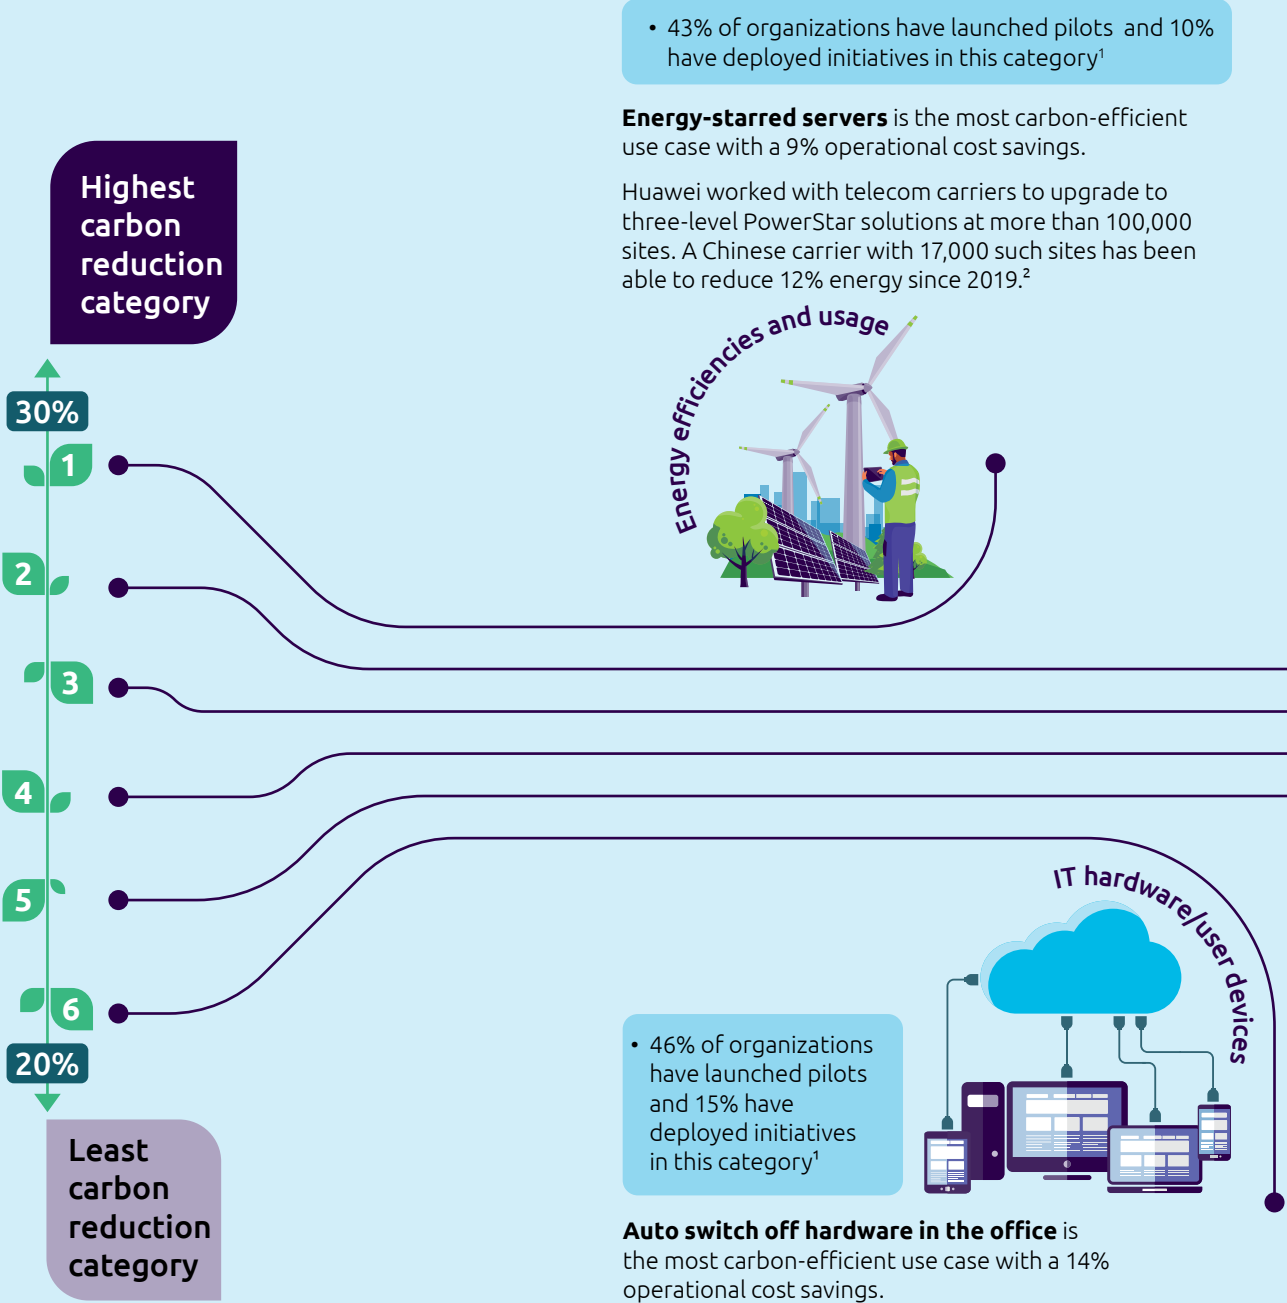 • 43% of organizations have launched pilots and 10%
have deployed initiatives in this category¹
Energy-starred servers is the most carbon-efficient
use case with a 9% operational cost savings.
Huawei worked with telecom carriers to upgrade to
three-level PowerStar solutions at more than 100,000
sites. A Chinese carrier with 17,000 such sites has been
able to reduce 12% energy since 2019.²
Highest
carbon
reduction
category
Energy efficiencies and usage
30%
1
2
3
4
5
6
20%
Least
carbon
reduction
category
IT hardware/user devices
• 46% of organizations
have launched pilots
and 15% have
deployed initiatives
in this category¹
Auto switch off hardware in the office is
the most carbon-efficient use case with a 14%
operational cost savings.